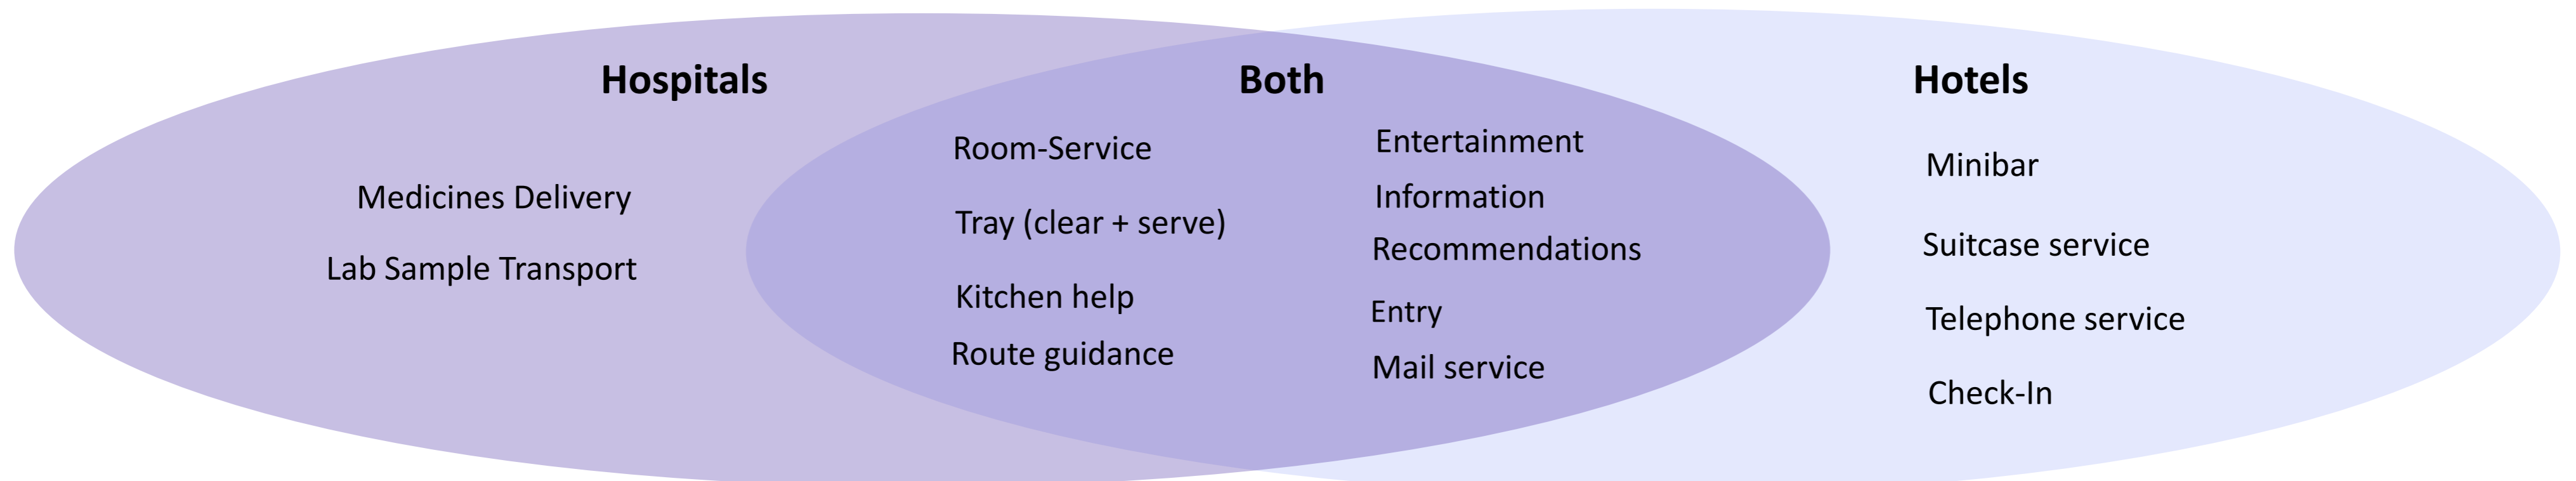 Hospitals
Medicines Delivery
Lab Sample Transport
Both
Room-Service
Tray (clear + serve)
Kitchen help
Route guidance
Entertainment
Information
Recommendations
Entry
Mail service
Hotels
Minibar
Suitcase service
Telephone service
Check-In